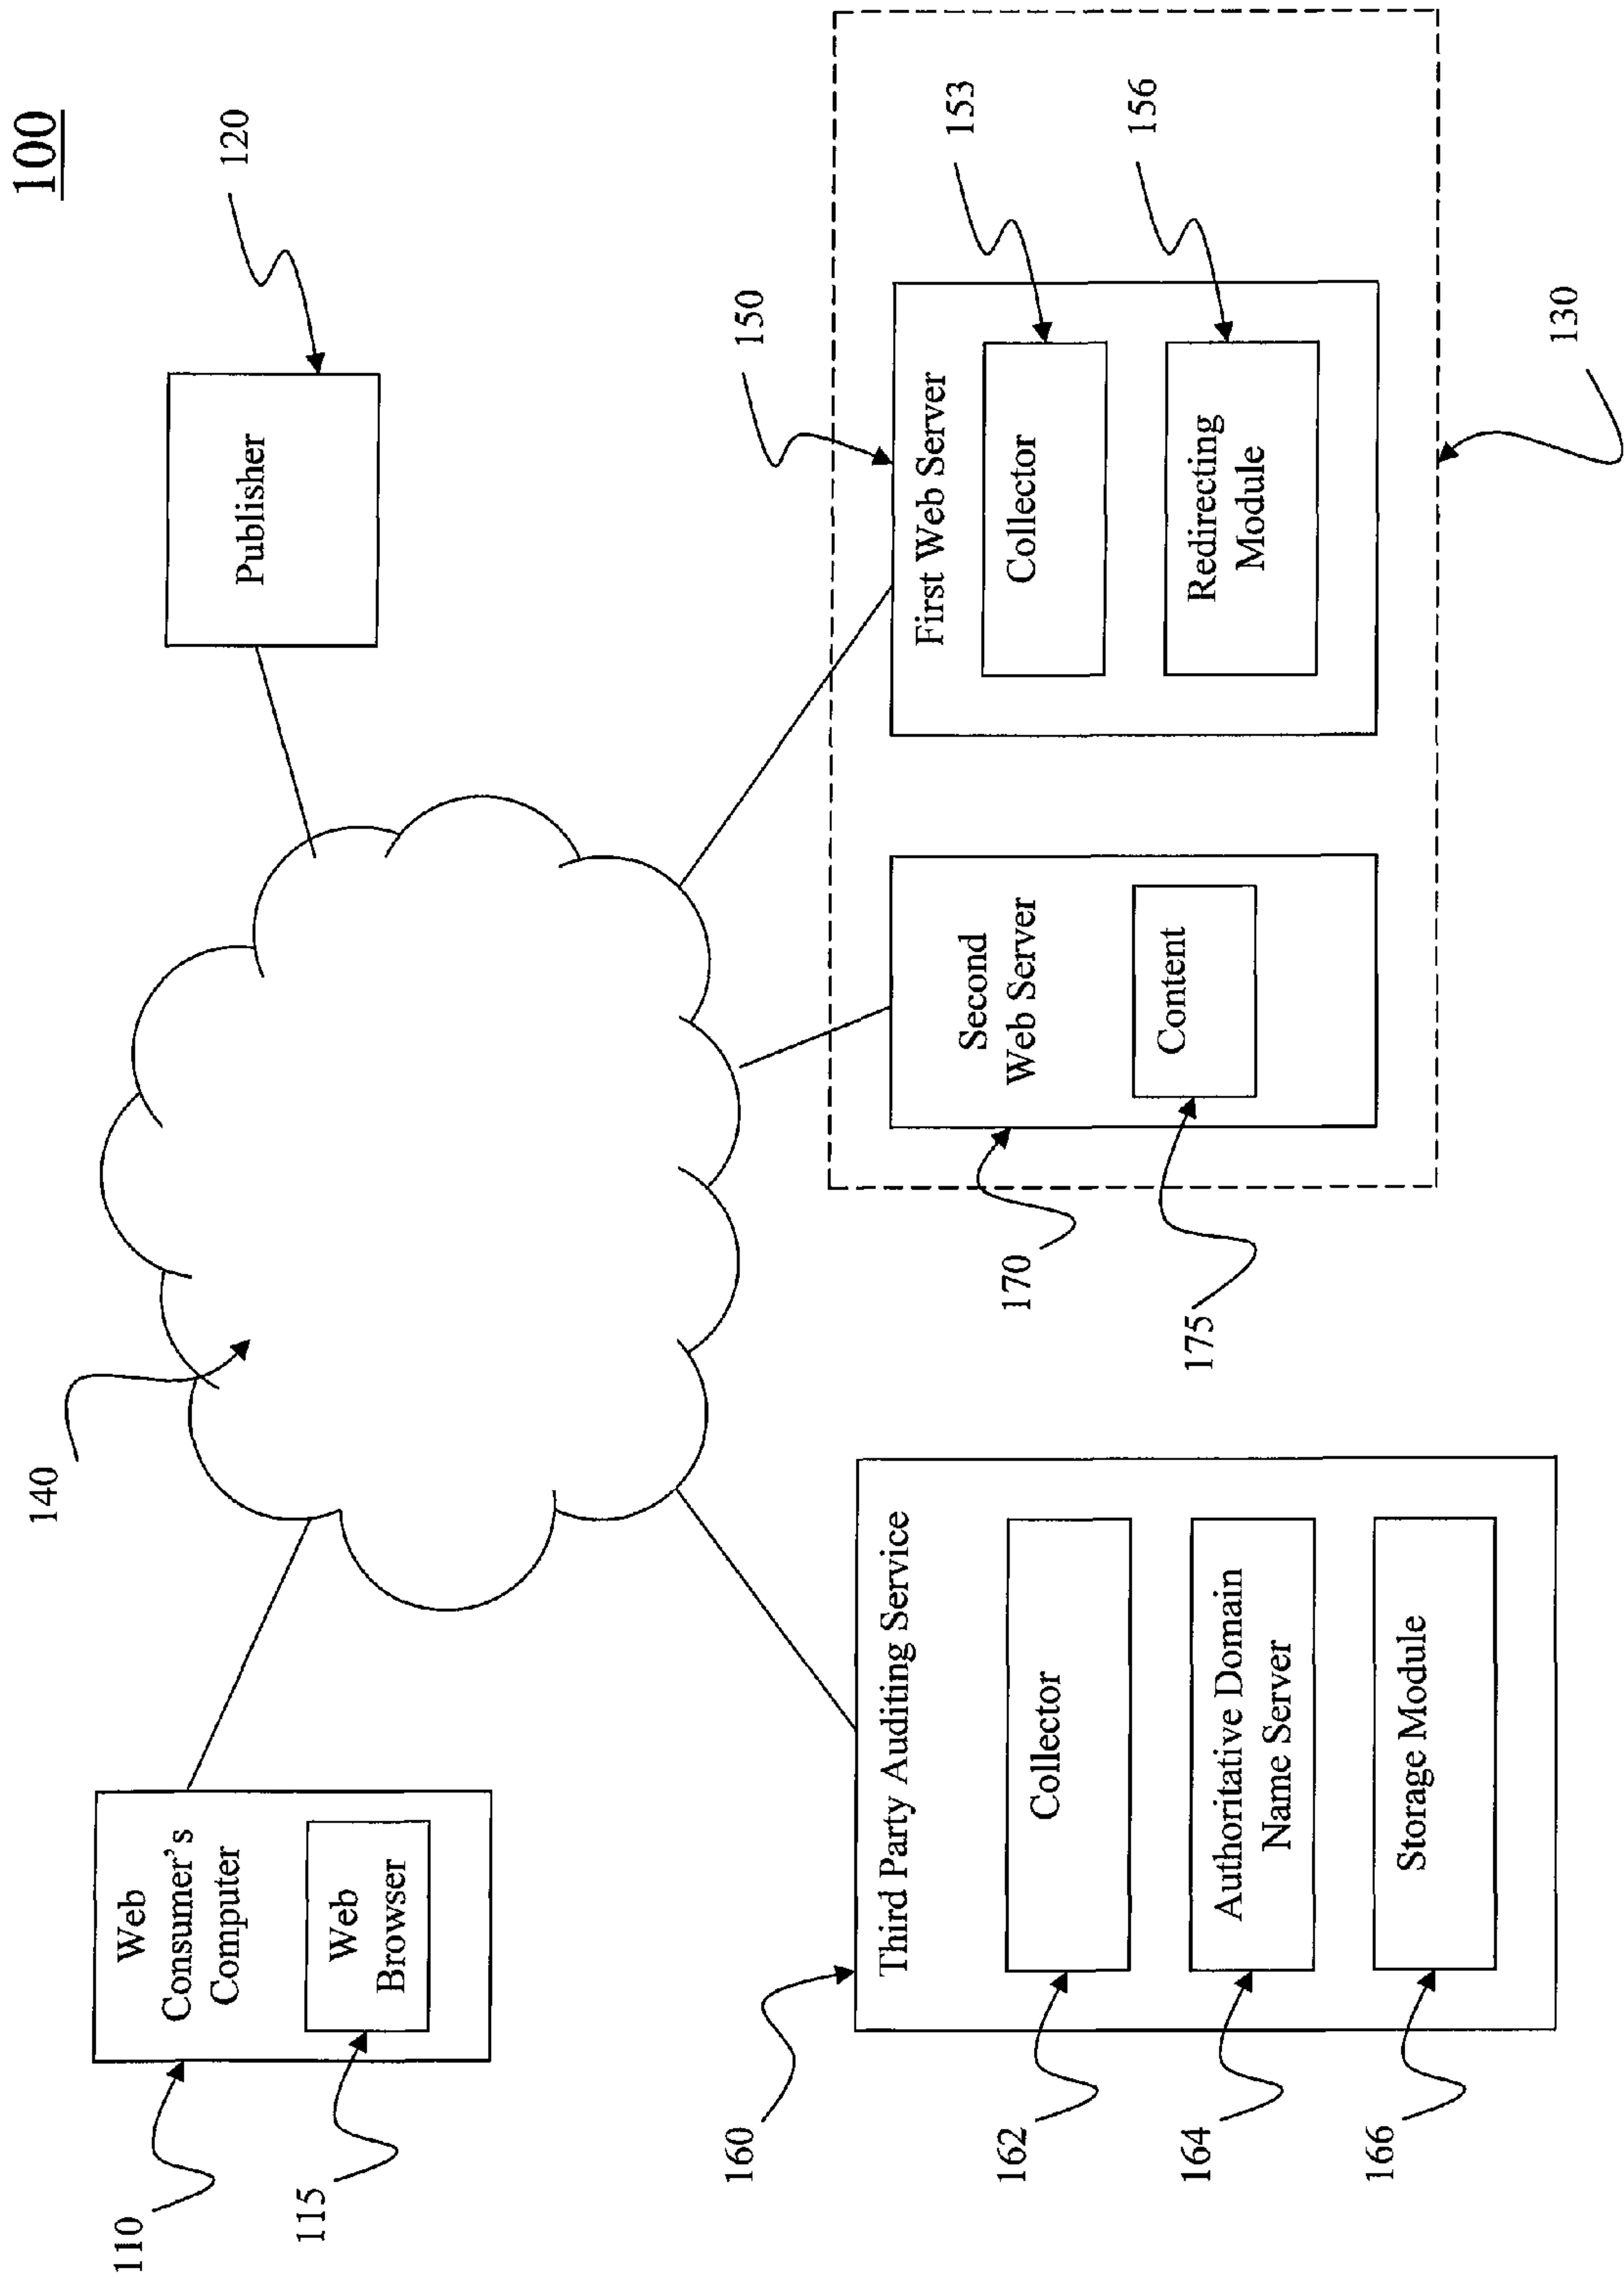 100
110
Web
Consumer's
Computer
115
Web
Browser
140
Publisher
120
160
Third Party Auditing Service
162
Collector
164
Authoritative Domain
Name Server
166
Storage Module
170
Second
Web Server
175
Content
150
First Web Server
Collector
153
Redirecting
Module
156
130